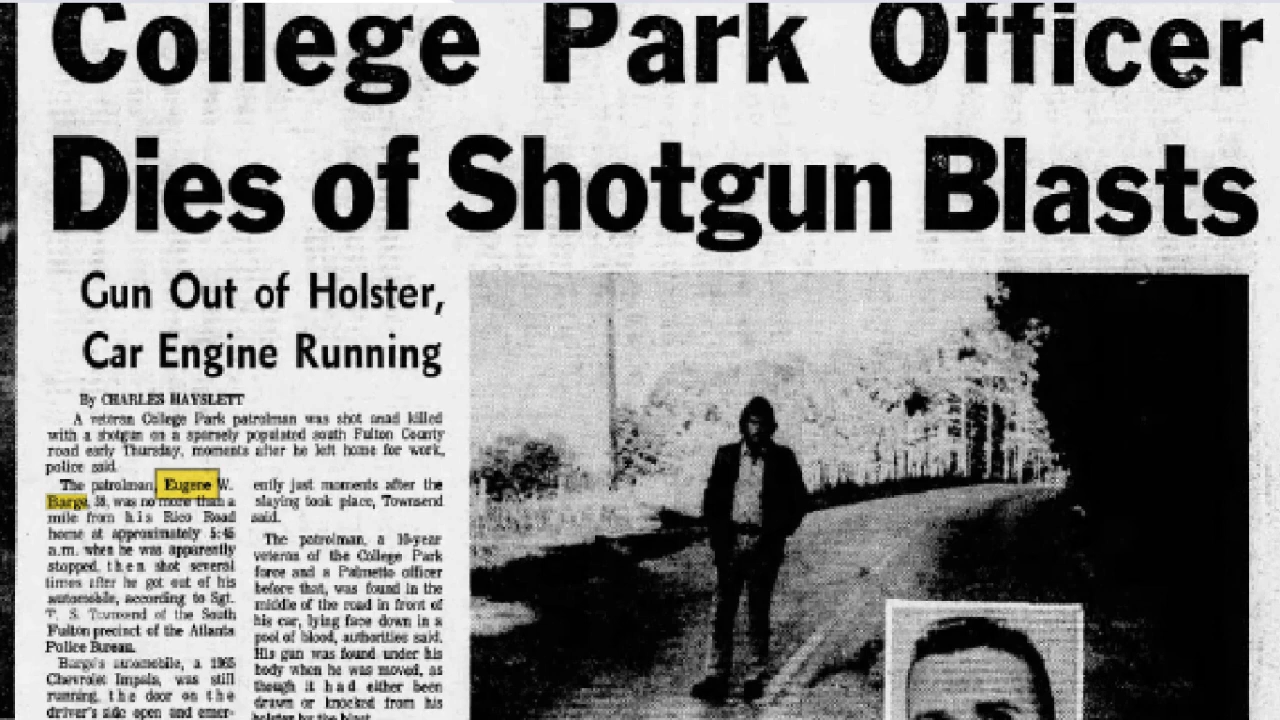 College Park Officer
Dies of Shotgun Blasts
Gun Out of Holster,
Car Engine Running
By CHARLES HAYSLETT
A veteran College Park patrolman was shot anad killed
with a shotgun on a sparsely populated south Fulton County
road early Thursday, moments after he left home for work,
police said.
The patrolman, Eugene W.
Barge, 38, was no more than a
mile from his Rico Road
home at approximately 5:45
a.m. when he was apparently
stopped, then shot several
times after he got out of his
automobile, according to Sgt.
T. S. Townsend of the South
Fulton precinct of the Atlanta
Police Bureau.
Barge's automobile, a 1965
Chevrolet Impala, was still
running, the door on the
driver's side open and emer-
enify just moments after the
slaying took place, Townsend
said.
The patrolman, a 10-year
veteran of the College Park
force and a Palmetto officer
before that, was found in the
middle of the road in front of
his car, lying face down in a
pool of blood, authorities said.
His gun was found under his
body when he was moved, as
though it had either been
drawn or knocked from his
holster by the blast.